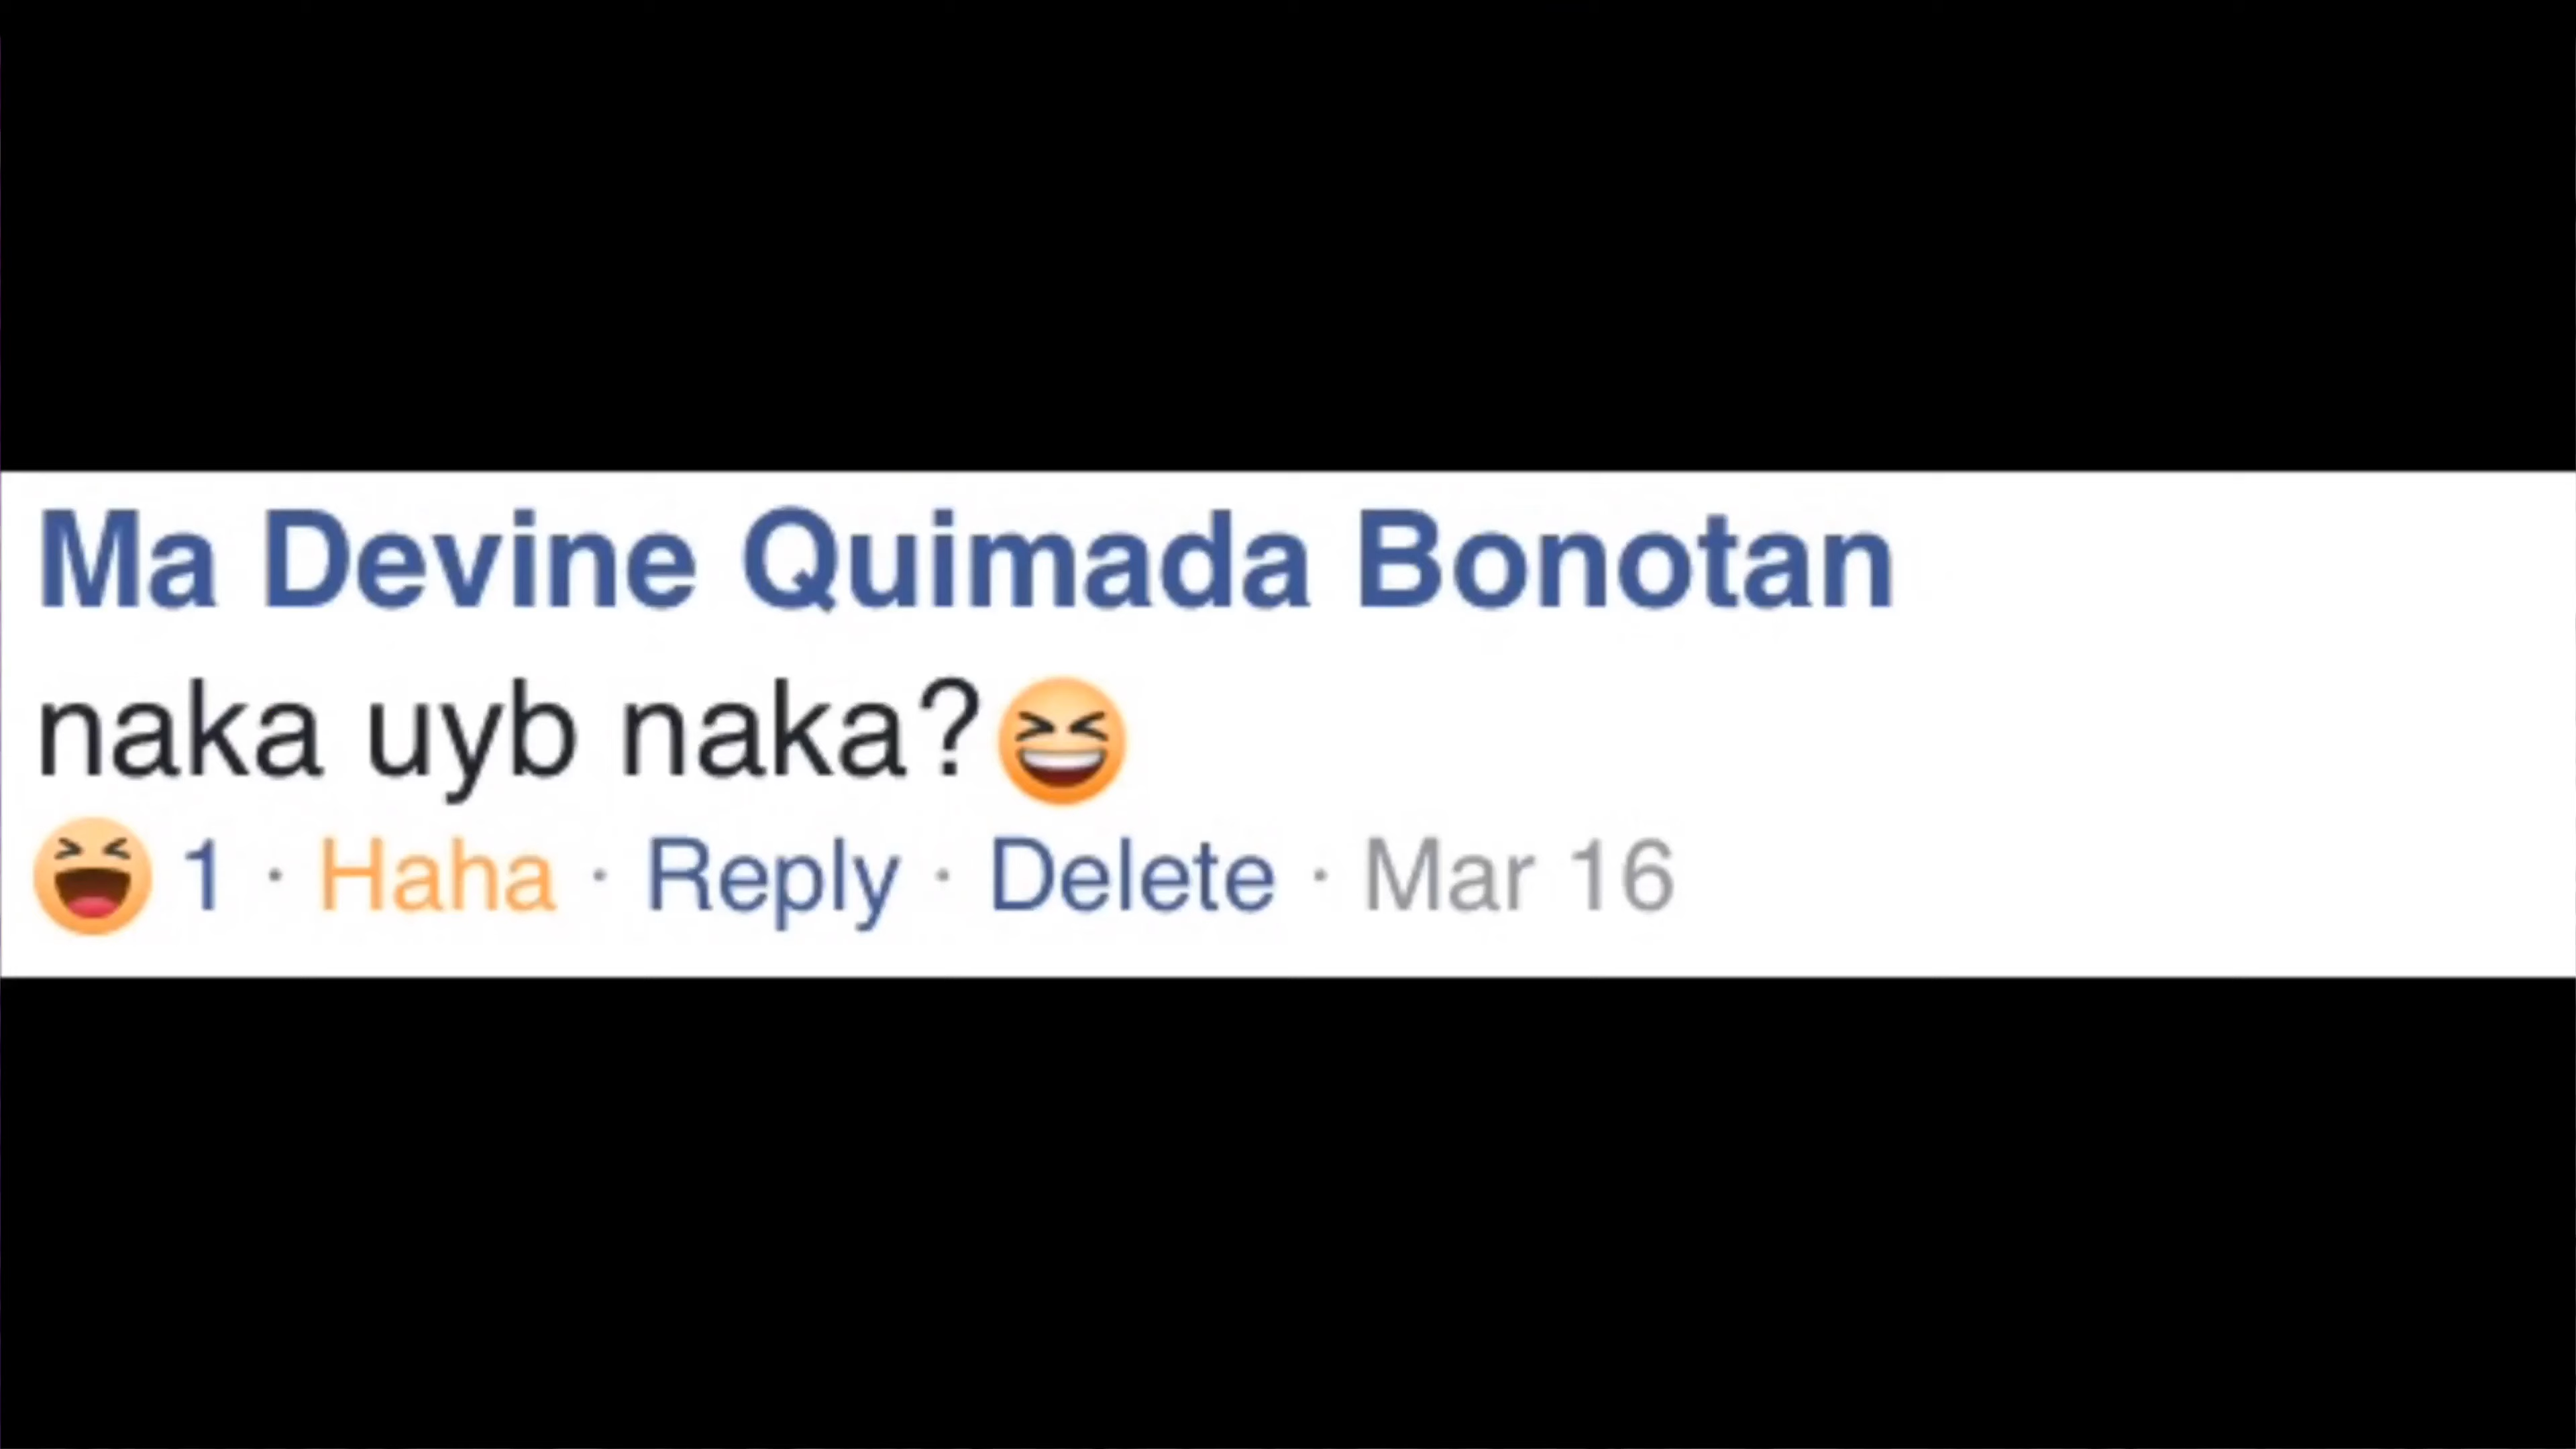 Ma Devine Quimada Bonotan
naka uyb naka?😆
😆 1 · Haha · Reply · Delete · Mar 16